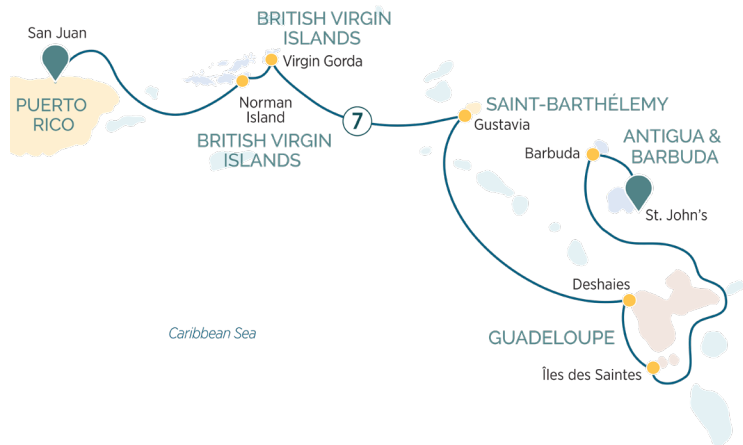 BRITISH VIRGIN
ISLANDS
San Juan
Virgin Gorda
PUERTO
RICO
Norman
Island
BRITISH VIRGIN
ISLANDS
7
SAINT-BARTHÉLEMY
Gustavia
ANTIGUA &
BARBUDA
Barbuda
St. John's
Deshaies
GUADELOUPE
Caribbean Sea
Îles des Saintes